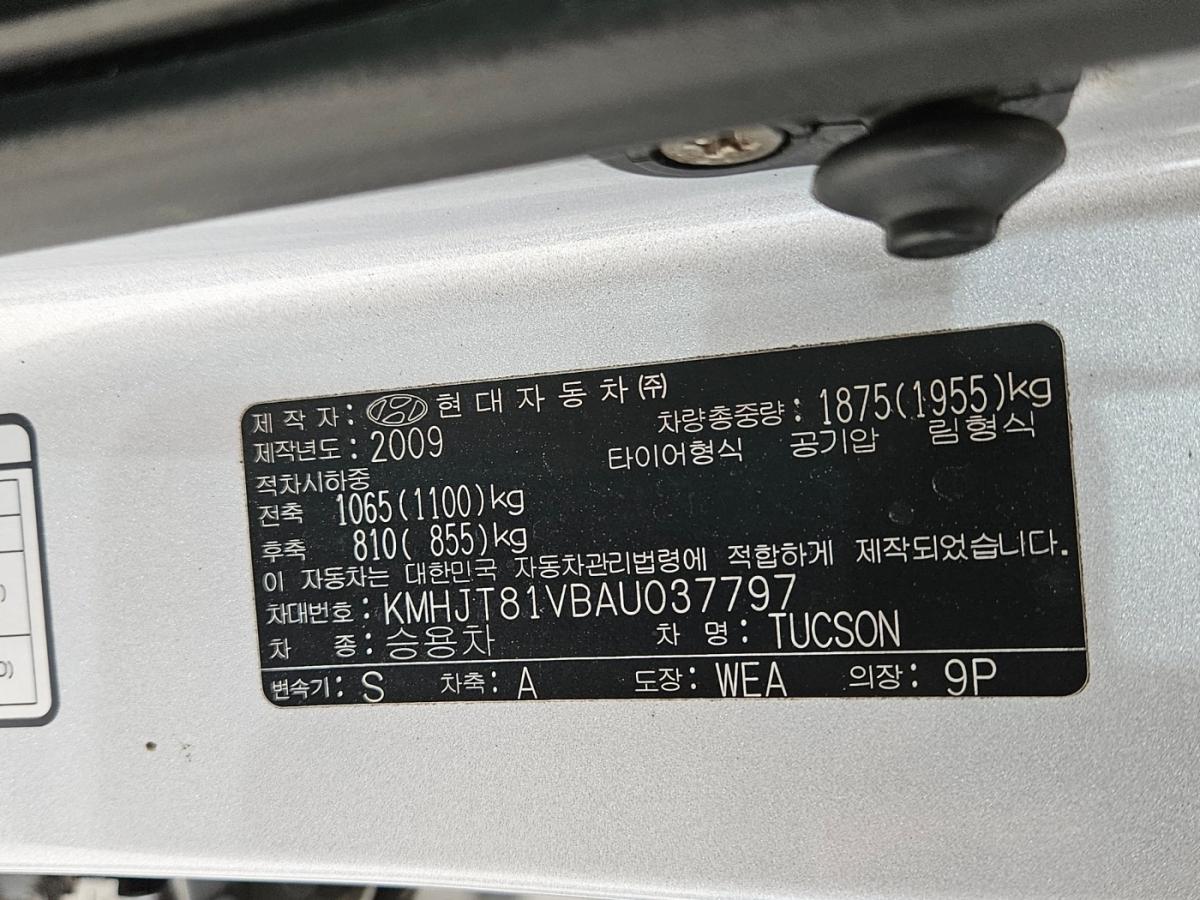 제 작 자 : 현 대 자 동 차 ㈜
차량총중량 : 1875(1955)kg
제작년도 : 2009
타이어형식 공기압 림형식
적차시하중
전축 1065(1100)kg
후축 810( 855)kg
이 자동차는 대한민국 자동차관리법령에 적합하게 제작되었습니다.
차대번호 : KMHJT81VBAU037797
차 종 : 승용차 차 명 : TUCSON
변속기 : S 차축 : A 도장 : WEA 의장 : 9P